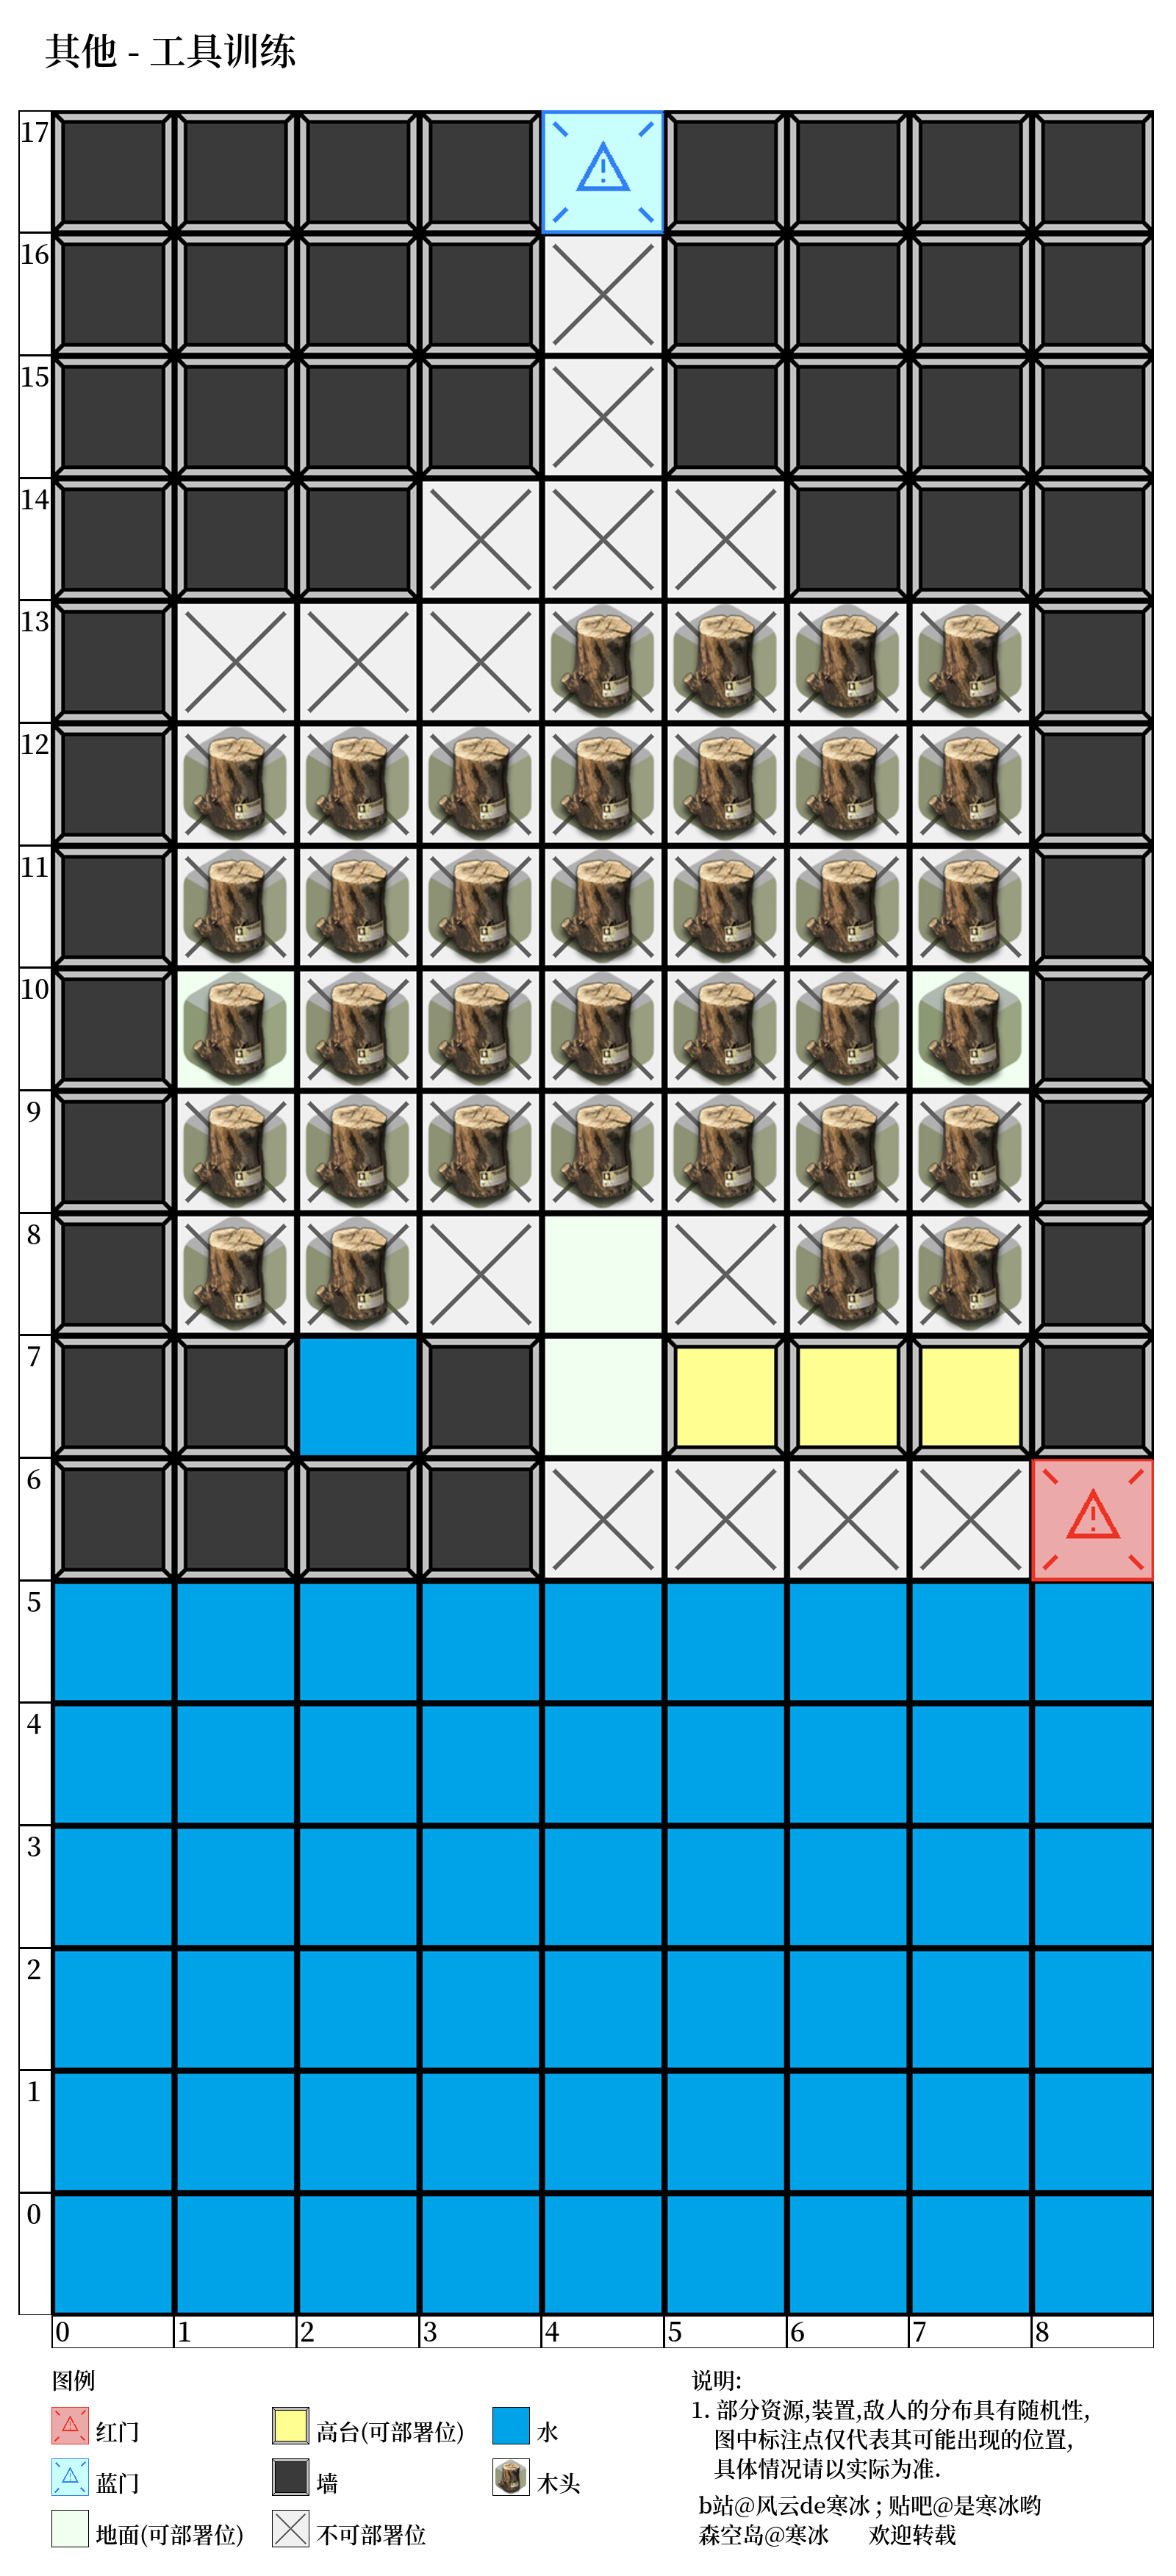 其他 - 工具训练
17
16
15
14
13
12
11
10
9
8
7
6
5
4
3
2
1
0
0 1 2 3 4 5 6 7 8
图例
红门
高台(可部署位)
水
蓝门
墙
木头
地面(可部署位)
不可部署位
说明:
1. 部分资源,装置,敌人的分布具有随机性,
图中标注点仅代表其可能出现的位置,
具体情况请以实际为准.
b站@风云de寒冰 ; 贴吧@是寒冰哟
森空岛@寒冰 欢迎转载